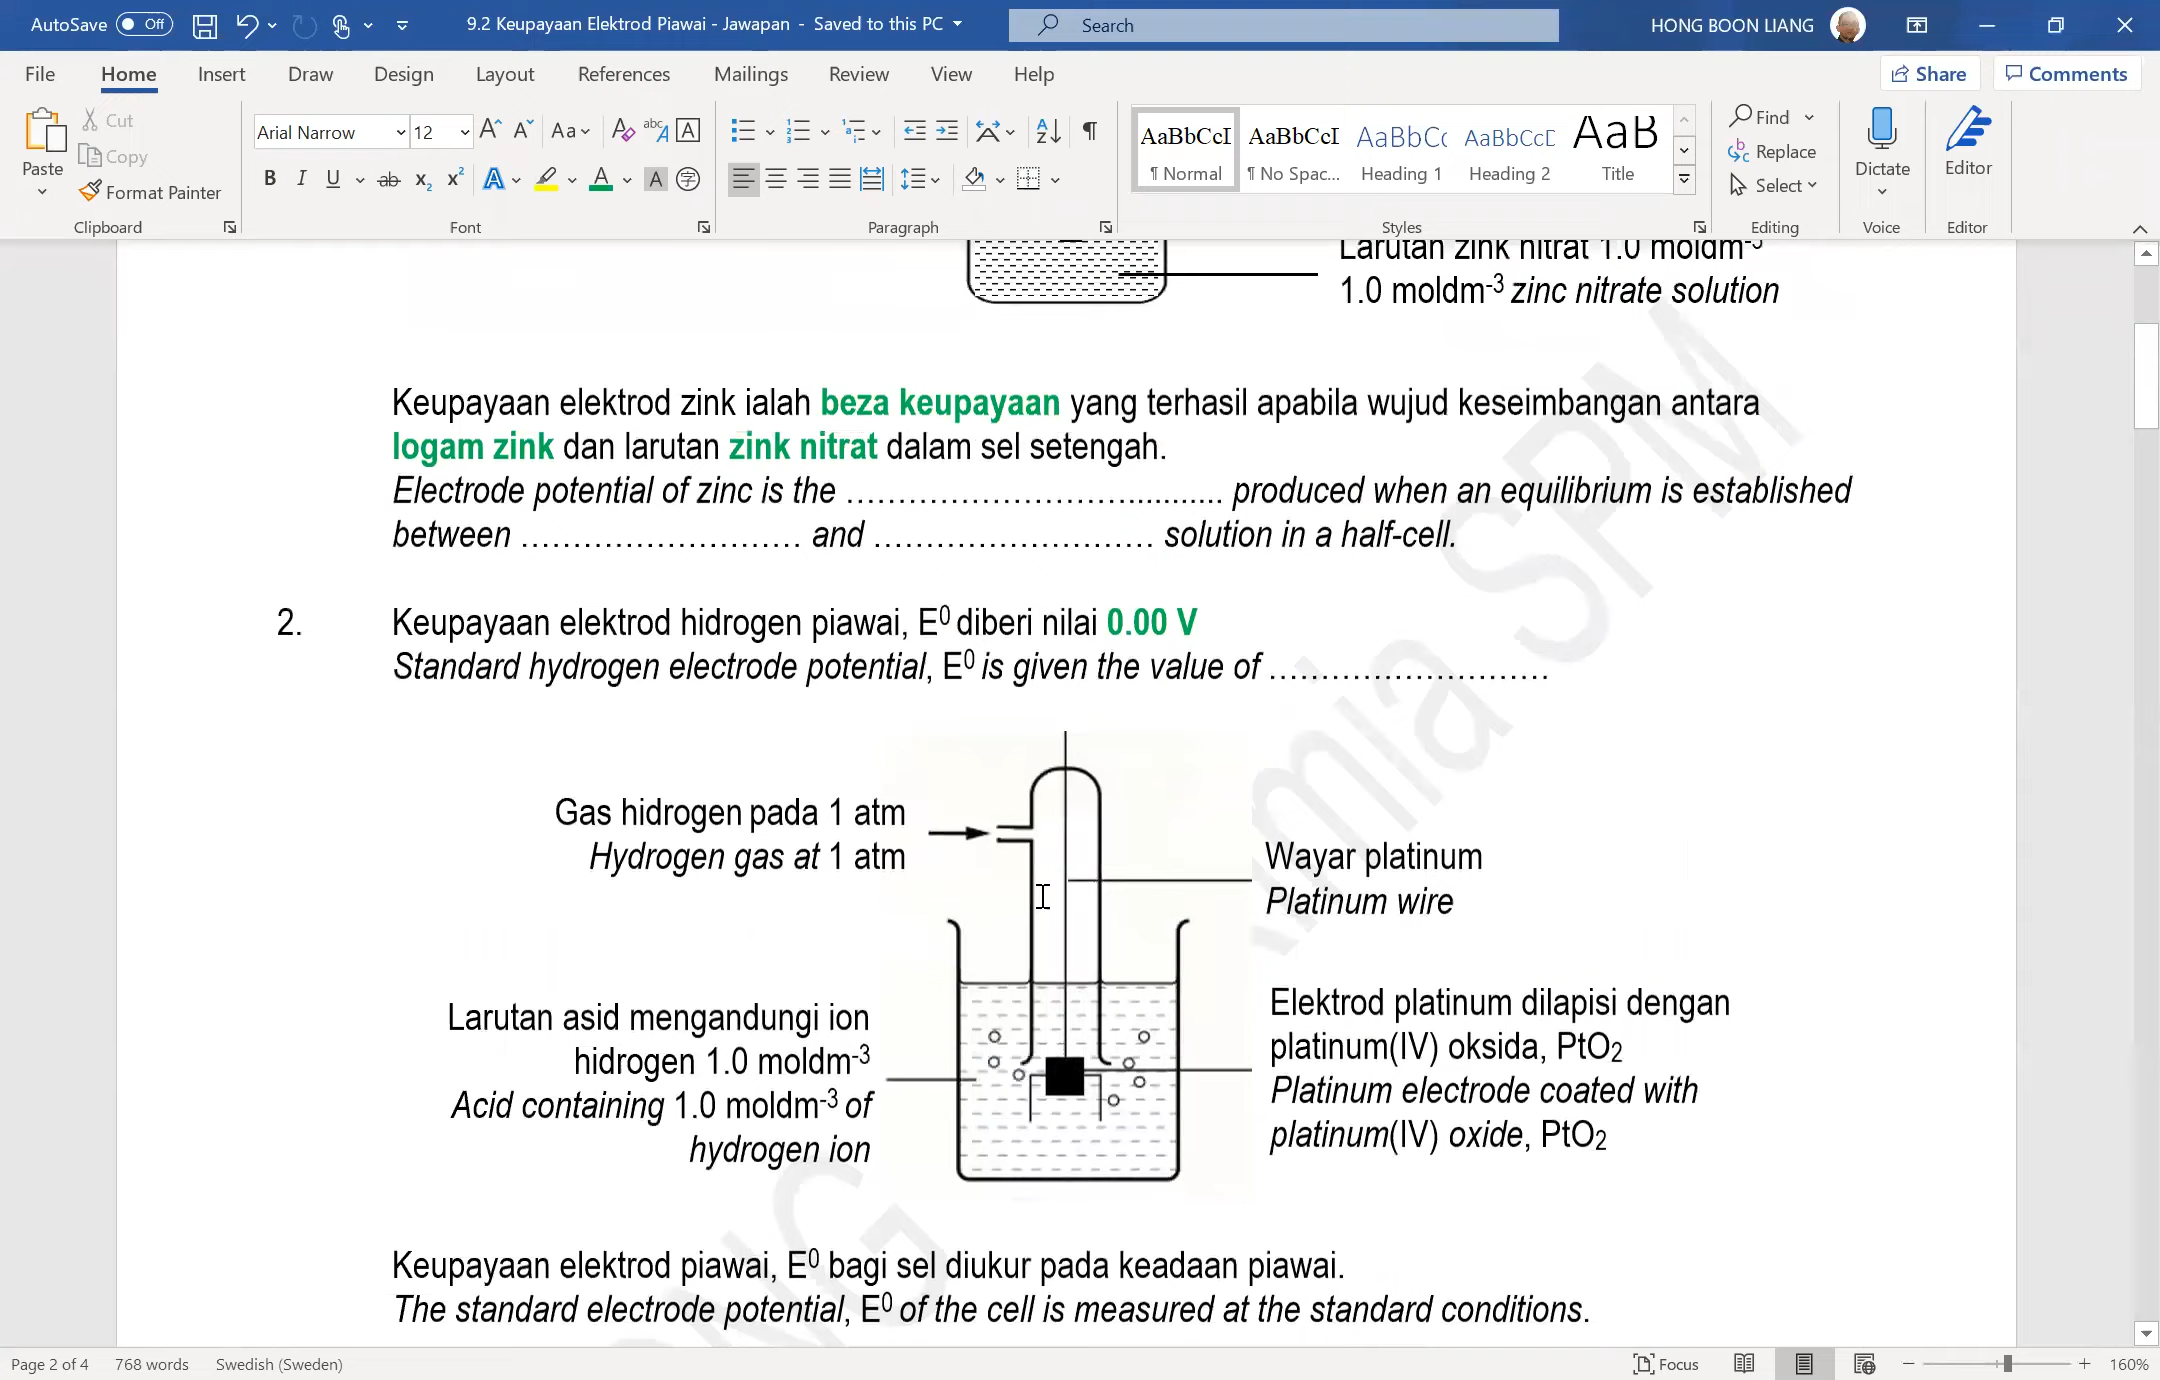 AutoSave Off 9.2 Keupayaan Elektrod Piawai - Jawapan - Saved to this PC Search HONG BOON LIANG
File Home Insert Draw Design Layout References Mailings Review View Help Share Comments
Paste Cut Copy Format Painter
Clipboard
Arial Narrow 12 Aa
B I U ab x₂ x² A A A 字
Font
Paragraph
AaBbCcI AaBbCcI AaBbCc AaBbCcD AaB
¶ Normal ¶ No Spac... Heading 1 Heading 2 Title
Styles
Find Replace Select
Editing
Dictate
Voice
Editor
Editor
Larutan zink nitrat 1.0 moldm⁻³
1.0 moldm⁻³ zinc nitrate solution
Keupayaan elektrod zink ialah beza keupayaan yang terhasil apabila wujud keseimbangan antara
logam zink dan larutan zink nitrat dalam sel setengah.
Electrode potential of zinc is the ………………………........... produced when an equilibrium is established
between ……………………… and ……………………… solution in a half-cell.
2. Keupayaan elektrod hidrogen piawai, E⁰ diberi nilai 0.00 V
Standard hydrogen electrode potential, E⁰ is given the value of ………………………
Gas hidrogen pada 1 atm
Hydrogen gas at 1 atm
Wayar platinum
Platinum wire
Larutan asid mengandungi ion
hidrogen 1.0 moldm⁻³
Acid containing 1.0 moldm⁻³ of
hydrogen ion
Elektrod platinum dilapisi dengan
platinum(IV) oksida, PtO₂
Platinum electrode coated with
platinum(IV) oxide, PtO₂
Keupayaan elektrod piawai, E⁰ bagi sel diukur pada keadaan piawai.
The standard electrode potential, E⁰ of the cell is measured at the standard conditions.
Page 2 of 4 768 words Swedish (Sweden) Focus 160%